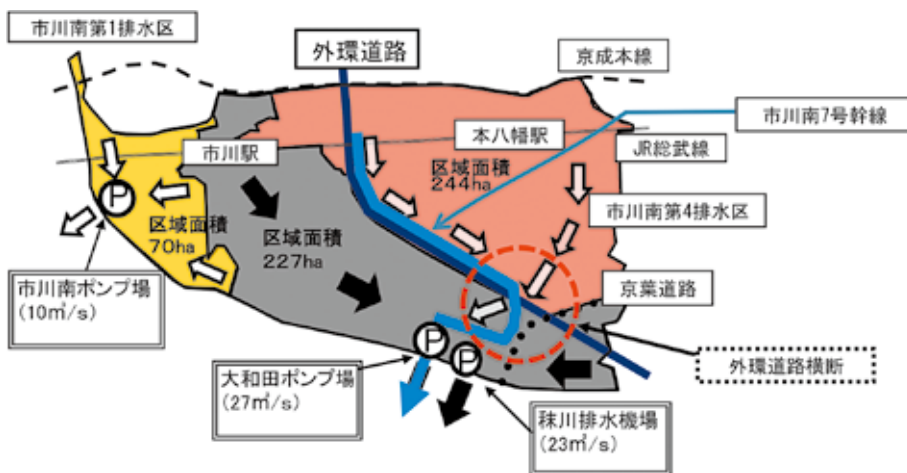 市川南第1排水区
外環道路
京成本線
市川南7号幹線
本八幡駅
JR総武線
市川駅
区域面積
244ha
市川南第4排水区
P
区域面積
70ha
区域面積
227ha
京葉道路
市川南ポンプ場
(10㎥/s)
P
P
外環道路横断
大和田ポンプ場
(27㎥/s)
秣川排水機場
(23㎥/s)